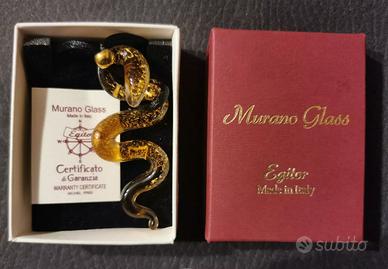 Murano Glass
Made in Italy
Egitor
Certificato
di Garanzia
WARRANTY CERTIFICATE
Murano Glass
Egitor
Made in Italy
subito